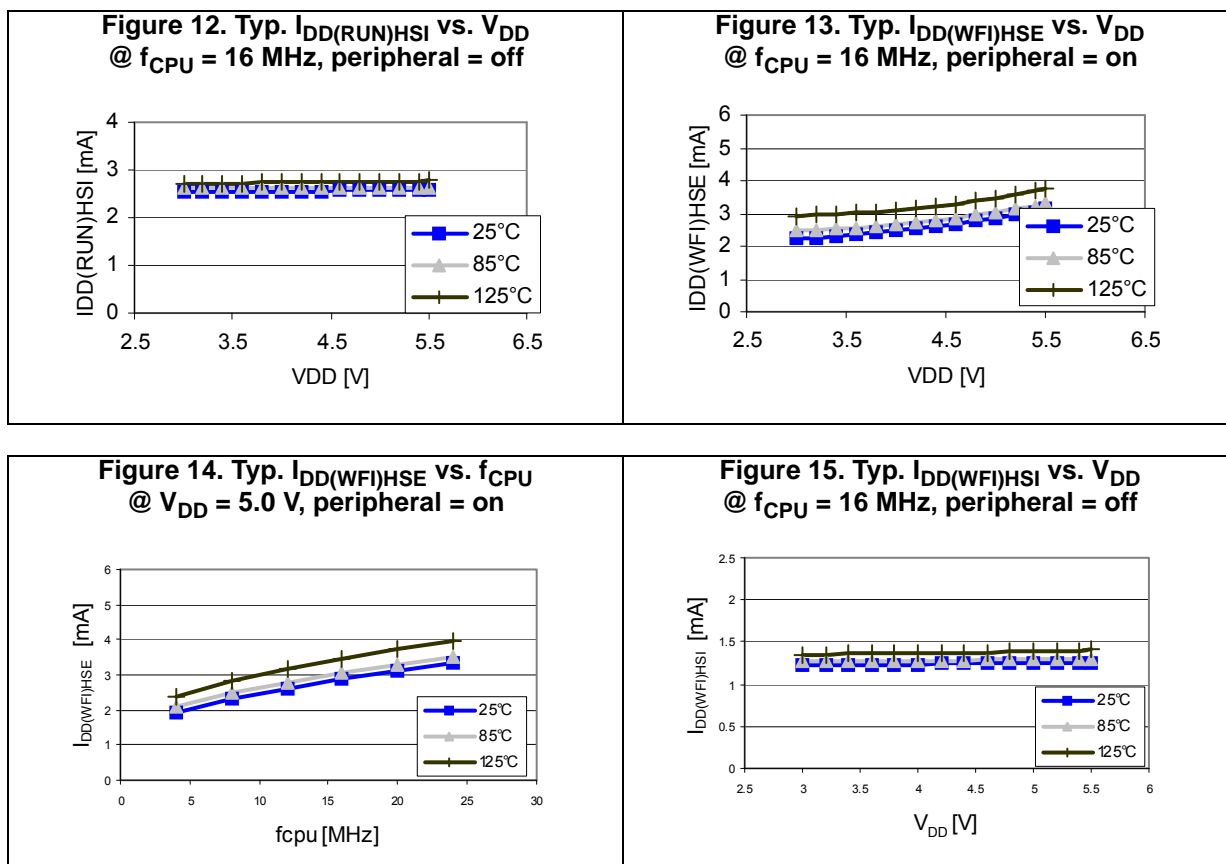 Figure 12. Typ. IDD(RUN)HSI vs. VDD
@ fCPU = 16 MHz, peripheral = off
4
3
2
1
0
IDD(RUN)HSI [mA]
2.5 3.5 4.5 5.5 6.5
VDD [V]
25°C
85°C
125°C
Figure 13. Typ. IDD(WFI)HSE vs. VDD
@ fCPU = 16 MHz, peripheral = on
6
5
4
3
2
1
0
IDD(WFI)HSE [mA]
2.5 3.5 4.5 5.5 6.5
VDD [V]
25°C
85°C
125°C
Figure 14. Typ. IDD(WFI)HSE vs. fCPU
@ VDD = 5.0 V, peripheral = on
6
5
4
3
2
1
0
IDD(WFI)HSE [mA]
0 5 10 15 20 25 30
fcpu [MHz]
25°C
85°C
125°C
Figure 15. Typ. IDD(WFI)HSI vs. VDD
@ fCPU = 16 MHz, peripheral = off
2.5
2
1.5
1
0.5
0
IDD(WFI)HSI [mA]
2.5 3 3.5 4 4.5 5 5.5 6
VDD [V]
25°C
85°C
125°C